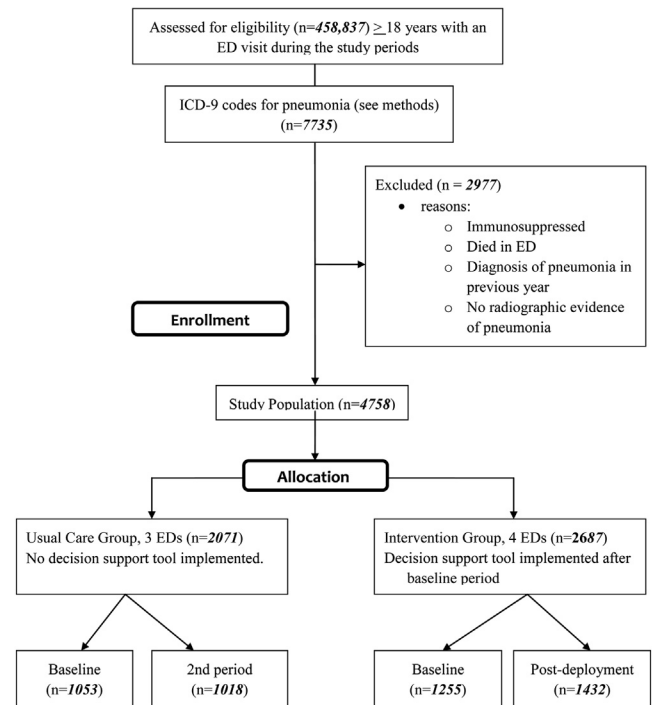 Assessed for eligibility (n=458,837) ≥ 18 years with an
ED visit during the study periods
ICD-9 codes for pneumonia (see methods)
(n=7735)
Excluded (n = 2977)
• reasons:
o Immunosuppressed
o Died in ED
o Diagnosis of pneumonia in
previous year
o No radiographic evidence
of pneumonia
Enrollment
Study Population (n=4758)
Allocation
Usual Care Group, 3 EDs (n=2071)
No decision support tool implemented.
Intervention Group, 4 EDs (n=2687)
Decision support tool implemented after
baseline period
Baseline
(n=1053)
2nd period
(n=1018)
Baseline
(n=1255)
Post-deployment
(n=1432)